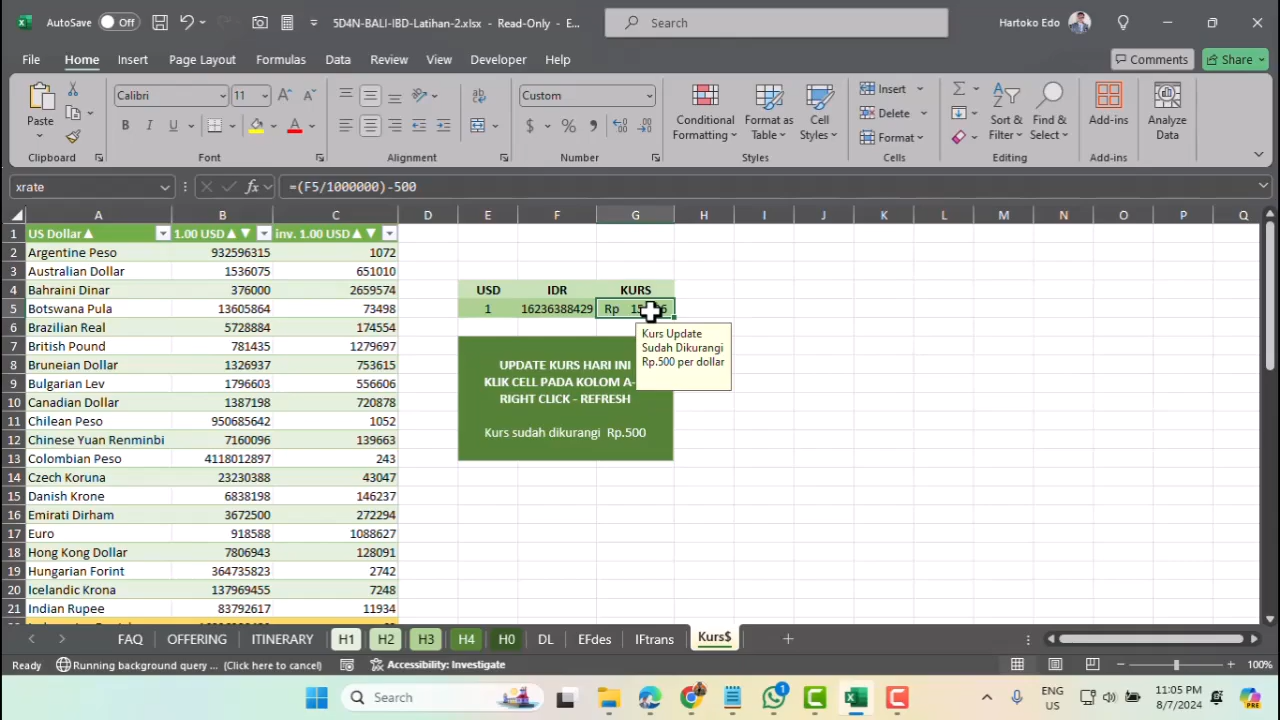 AutoSave Off 5D4N-BALI-IBD-Latihan-2.xlsx - Read-Only - E... Search Hartoko Edo
File Home Insert Page Layout Formulas Data Review View Developer Help Comments Share
Paste Calibri 11 Custom Conditional Formatting Format as Table Cell Styles Insert Delete Format Sort & Filter Find & Select Add-ins Analyze Data
Clipboard Font Alignment Number Styles Cells Editing Add-ins
xrate =(F5/1000000)-500
A B C D E F G H I J K L M N O P Q
1 US Dollar▲ 1.00 USD▲▼ inv. 1.00 USD▲▼
2 Argentine Peso 932596315 1072
3 Australian Dollar 1536075 651010
4 Bahraini Dinar 376000 2659574 USD IDR KURS
5 Botswana Pula 13605864 73498 1 16236388429 Rp
6 Brazilian Real 5728884 174554
Kurs Update
Sudah Dikurangi
Rp.500 per dollar
7 British Pound 781435 1279697
8 Bruneian Dollar 1326937 753615 UPDATE KURS HARI INI
9 Bulgarian Lev 1796603 556606 KLIK CELL PADA KOLOM A-
10 Canadian Dollar 1387198 720878 RIGHT CLICK - REFRESH
11 Chilean Peso 950685642 1052
12 Chinese Yuan Renminbi 7160096 139663 Kurs sudah dikurangi Rp.500
13 Colombian Peso 4118012897 243
14 Czech Koruna 23230388 43047
15 Danish Krone 6838198 146237
16 Emirati Dirham 3672500 272294
17 Euro 918588 1088627
18 Hong Kong Dollar 7806943 128091
19 Hungarian Forint 364735823 2742
20 Icelandic Krona 137969455 7248
21 Indian Rupee 83792617 11934
FAQ OFFERING ITINERARY H1 H2 H3 H4 H0 DL EFdes IFtrans Kurs$
Ready Running background query ... (Click here to cancel) Accessibility: Investigate 100%
Search 1 ENG US 11:05 PM 8/7/2024 PRE